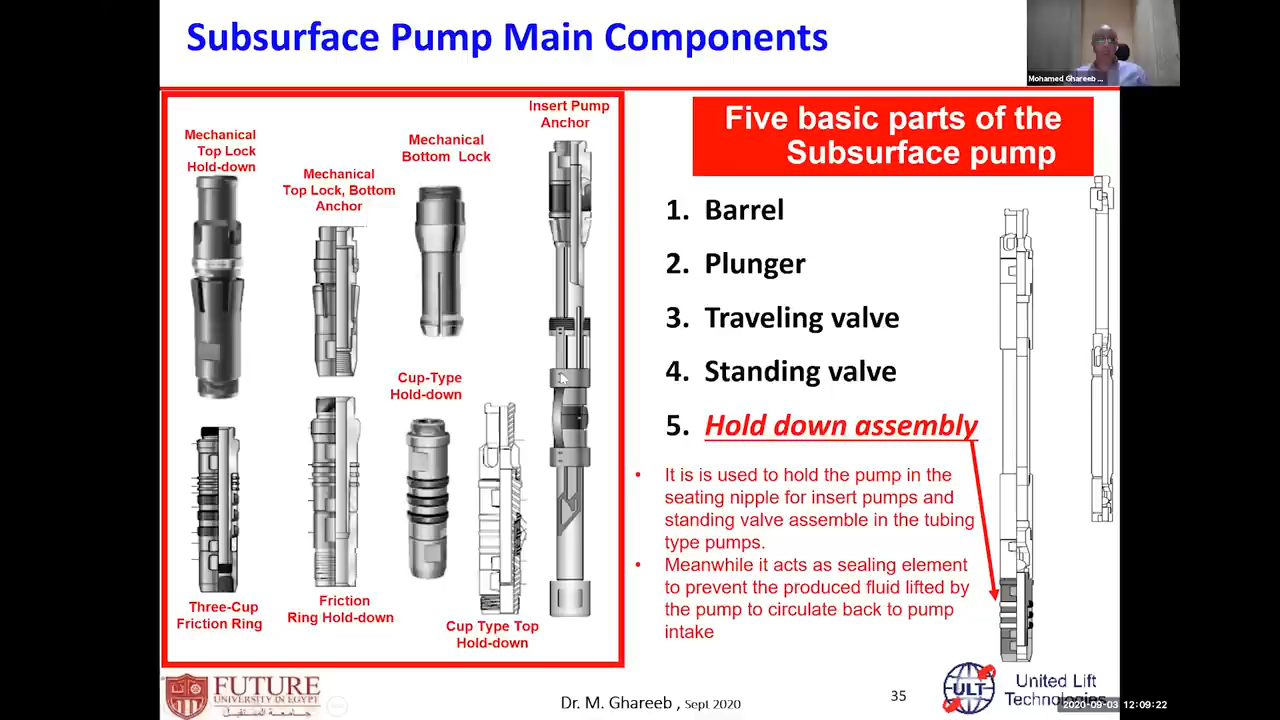 Subsurface Pump Main Components
Mohamed Ghareeb ...
Mechanical
Top Lock
Hold-down
Mechanical
Top Lock, Bottom
Anchor
Mechanical
Bottom Lock
Insert Pump
Anchor
Cup-Type
Hold-down
Three-Cup
Friction Ring
Friction
Ring Hold-down
Cup Type Top
Hold-down
Five basic parts of the
Subsurface pump
1. Barrel
2. Plunger
3. Traveling valve
4. Standing valve
5. Hold down assembly
• It is is used to hold the pump in the
seating nipple for insert pumps and
standing valve assemble in the tubing
type pumps.
• Meanwhile it acts as sealing element
to prevent the produced fluid lifted by
the pump to circulate back to pump
intake
FUTURE
UNIVERSITY IN EGYPT
جامعة المستقبل
Dr. M. Ghareeb , Sept 2020
35
ULT
United Lift
Technologies
2020-09-03 12:09:22